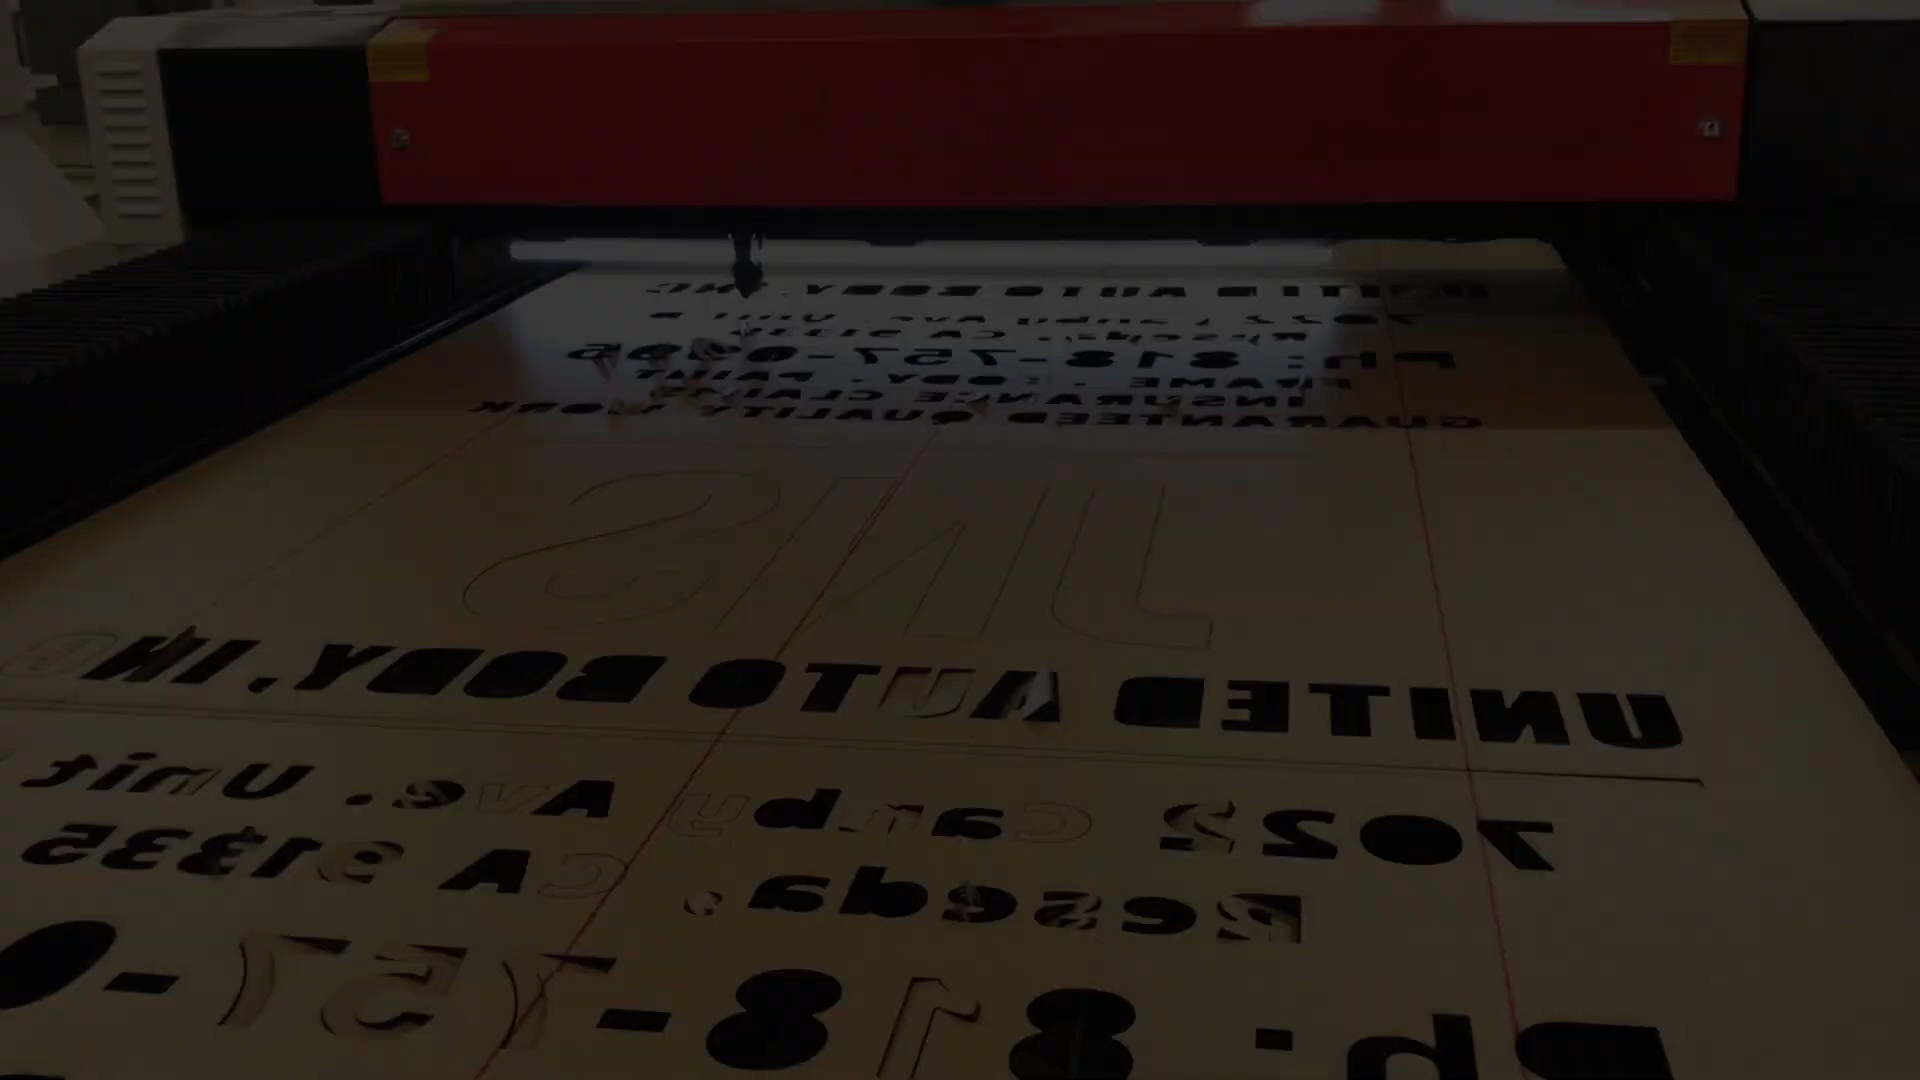 UNITED AUTO BODY, INC
7022 Canby Ave. Unit B
Reseda, CA 91335
Ph: 818-757-
FRAME . BODY . PAINT
INSURANCE CLAIMS
GUARANTEED QUALITY WORK
UNITED AUTO BODY, INC
7022 Canby Ave. Unit
Reseda, CA 91335
Ph: 818-757-0